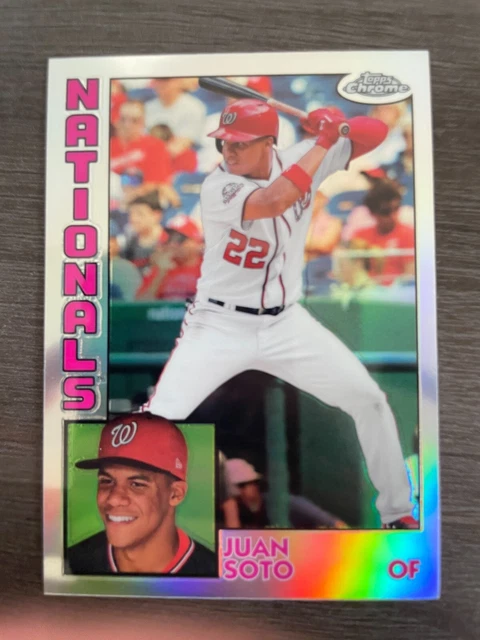 NATIONALS
topps
Chrome
W
22
W
JUAN
SOTO
OF